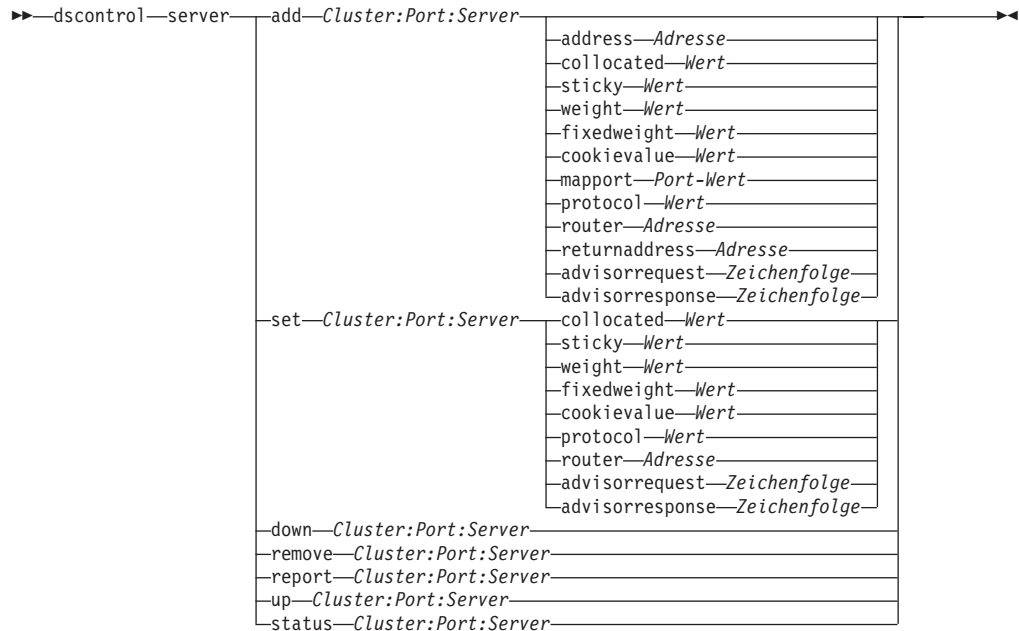 dscontrol server add Cluster:Port:Server
address Adresse
collocated Wert
sticky Wert
weight Wert
fixedweight Wert
cookievalue Wert
mapport Port-Wert
protocol Wert
router Adresse
returnaddress Adresse
advisorrequest Zeichenfolge
advisorresponse Zeichenfolge
set Cluster:Port:Server collocated Wert
sticky Wert
weight Wert
fixedweight Wert
cookievalue Wert
protocol Wert
router Adresse
advisorrequest Zeichenfolge
advisorresponse Zeichenfolge
down Cluster:Port:Server
remove Cluster:Port:Server
report Cluster:Port:Server
up Cluster:Port:Server
status Cluster:Port:Server